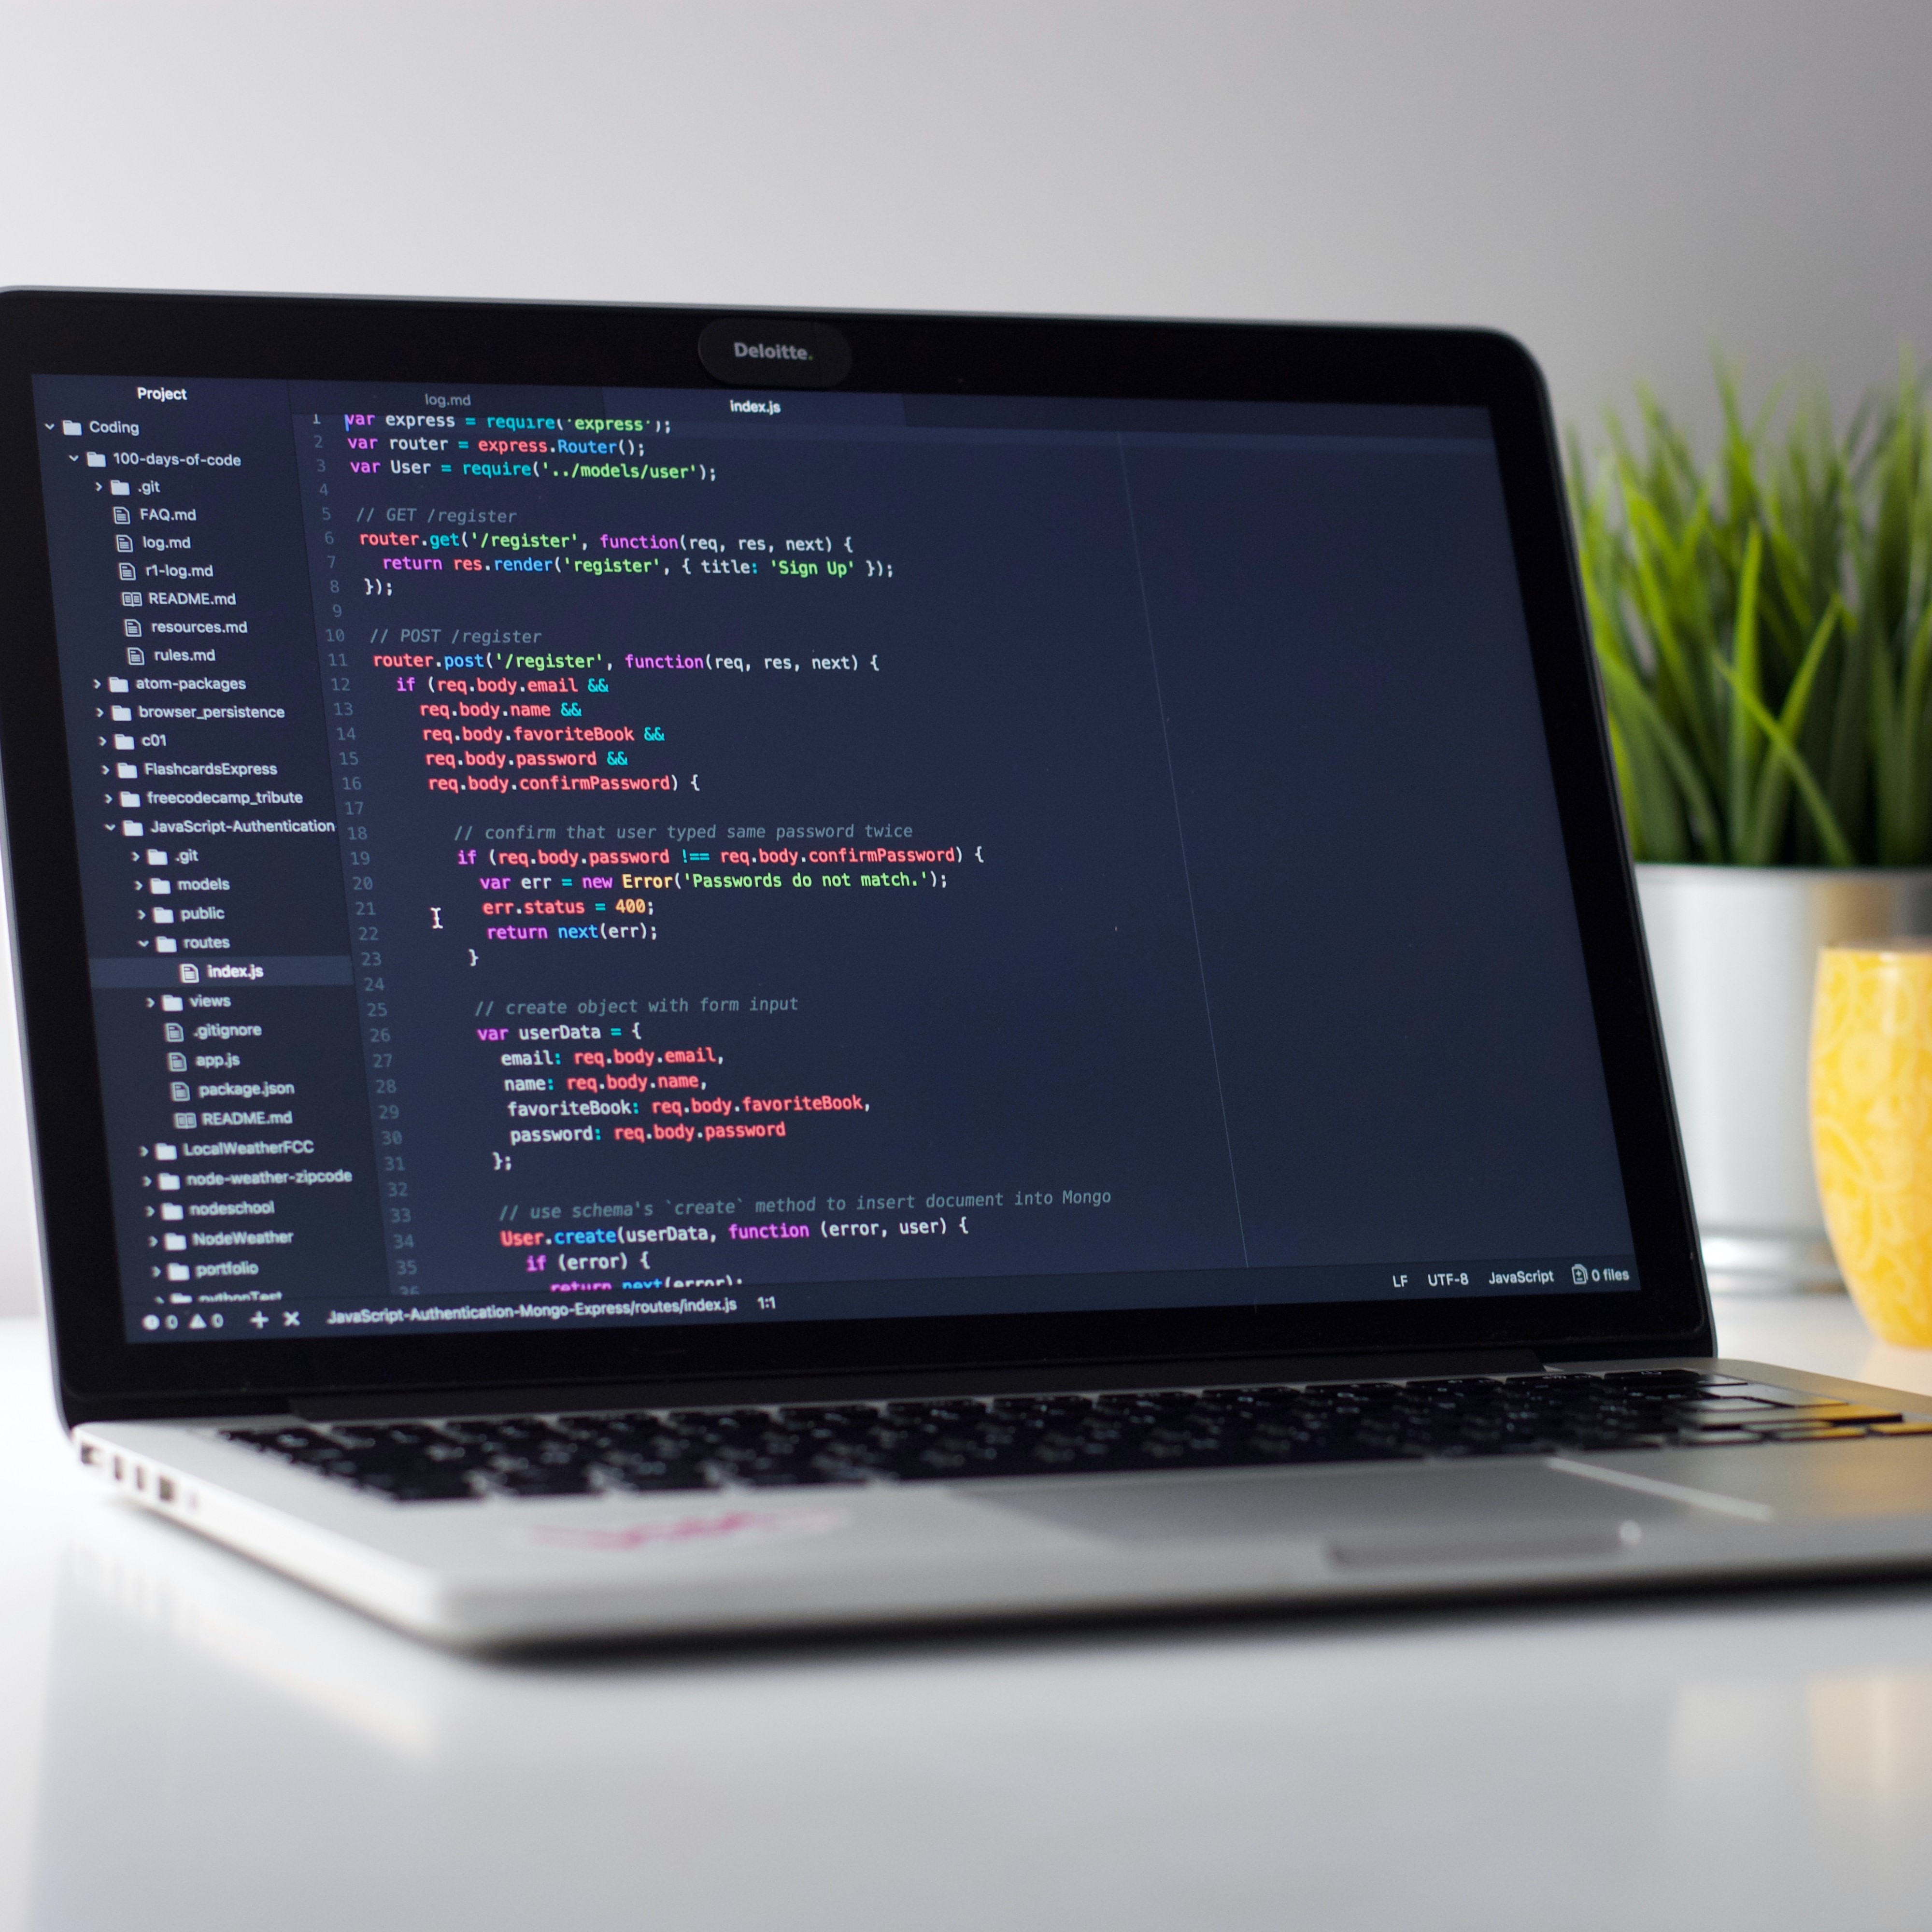 Deloitte.
Project
Coding
100-days-of-code
.git
FAQ.md
log.md
r1-log.md
README.md
resources.md
rules.md
atom-packages
browser_persistence
c01
FlashcardsExpress
freecodecamp_tribute
JavaScript-Authentication
.git
models
public
routes
index.js
views
.gitignore
app.js
package.json
README.md
LocalWeatherFCC
node-weather-zipcode
nodeschool
NodeWeather
portfolio
pythonTest
log.md index.js
1 var express = require('express');
2 var router = express.Router();
3 var User = require('../models/user');
4
5 // GET /register
6 router.get('/register', function(req, res, next) {
7 return res.render('register', { title: 'Sign Up' });
8 });
9
10 // POST /register
11 router.post('/register', function(req, res, next) {
12 if (req.body.email &&
13 req.body.name &&
14 req.body.favoriteBook &&
15 req.body.password &&
16 req.body.confirmPassword) {
17
18 // confirm that user typed same password twice
19 if (req.body.password !== req.body.confirmPassword) {
20 var err = new Error('Passwords do not match.');
21 err.status = 400;
22 return next(err);
23 }
24
25 // create object with form input
26 var userData = {
27 email: req.body.email,
28 name: req.body.name,
29 favoriteBook: req.body.favoriteBook,
30 password: req.body.password
31 };
32
33 // use schema's `create` method to insert document into Mongo
34 User.create(userData, function (error, user) {
35 if (error) {
36 return next(error);
0 0 JavaScript-Authentication-Mongo-Express/routes/index.js 1:1 LF UTF-8 JavaScript 0 files